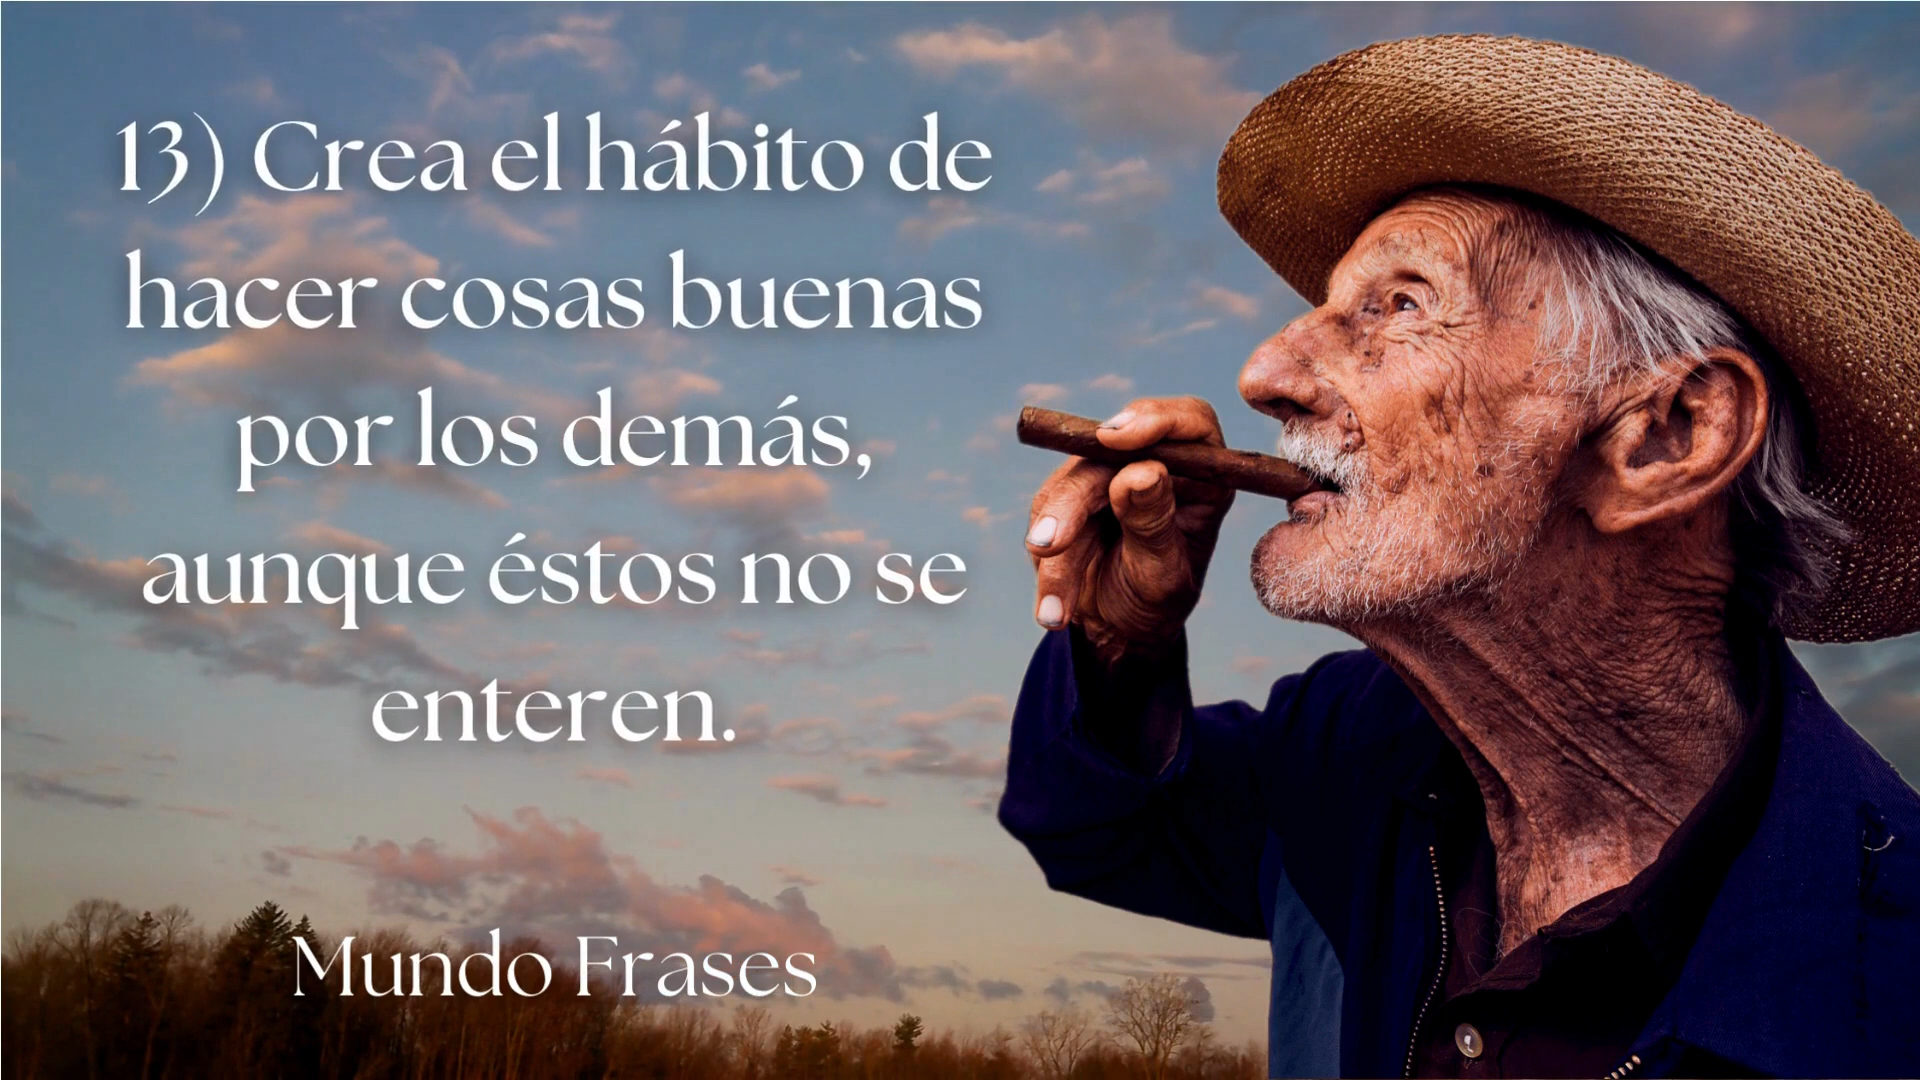 13) Crea el hábito de
hacer cosas buenas
por los demás,
aunque éstos no se
enteren.
Mundo Frases